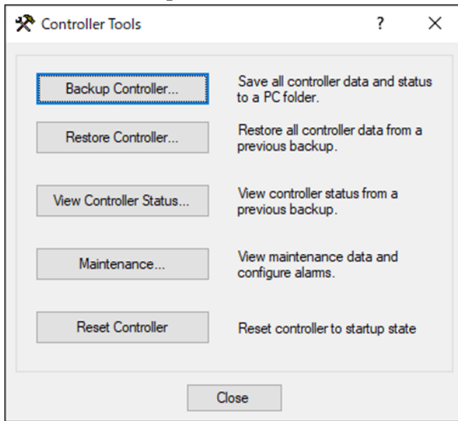 Controller Tools
Backup Controller...
Save all controller data and status
to a PC folder.
Restore Controller...
Restore all controller data from a
previous backup.
View Controller Status...
View controller status from a
previous backup.
Maintenance...
View maintenance data and
configure alarms.
Reset Controller
Reset controller to startup state
Close